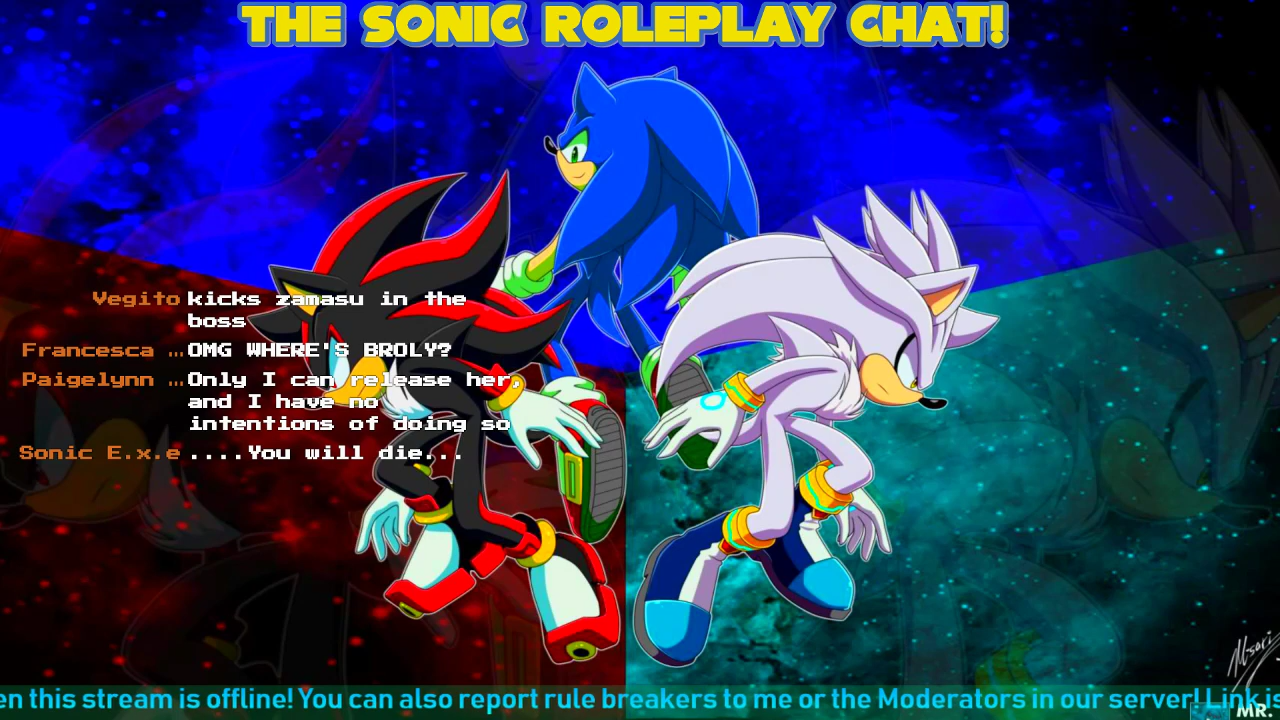 THE SONIC ROLEPLAY CHAT!
Vegito kicks zamasu in the
boss
Francesca ... OMG WHERE'S BROLY?
Paigelynn ... Only I can release her,
and I have no
intentions of doing so
Sonic E.x.e ....You will die...
en this stream is offline! You can also report rule breakers to me or the Moderators in our server! Link is
MR.